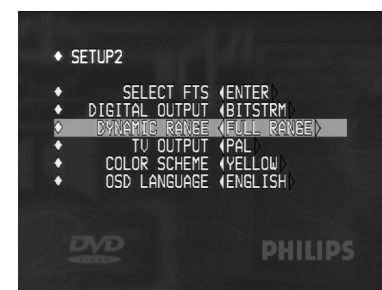 SETUP2
SELECT FTS ENTER
DIGITAL OUTPUT BITSTRM
DYNAMIC RANGE FULL RANGE
TV OUTPUT PAL
COLOR SCHEME YELLOW
OSD LANGUAGE ENGLISH
DVD PHILIPS
VIDEO